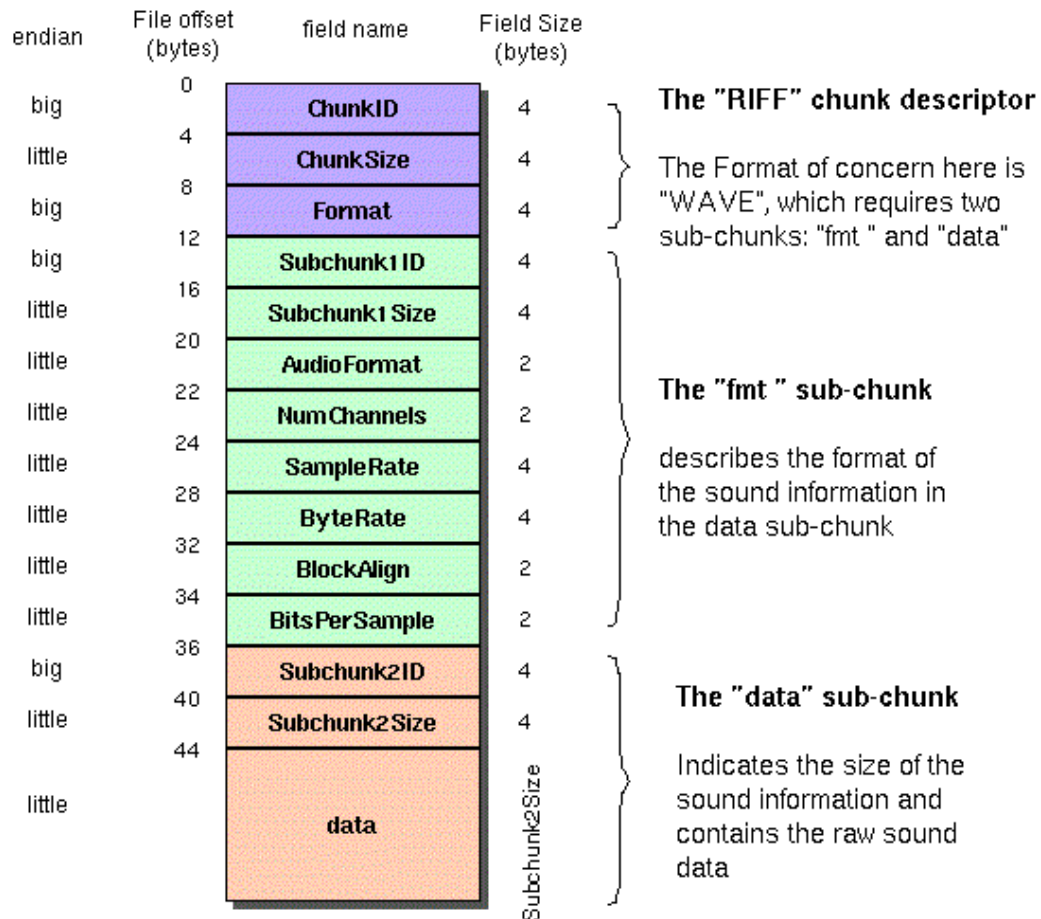 endian File offset (bytes) field name Field Size (bytes)
0
big ChunkID 4
4
little ChunkSize 4
8
big Format 4
12
big Subchunk1ID 4
16
little Subchunk1Size 4
20
little AudioFormat 2
22
little NumChannels 2
24
little SampleRate 4
28
little ByteRate 4
32
little BlockAlign 2
34
little BitsPerSample 2
36
big Subchunk2ID 4
40
little Subchunk2Size 4
44
little data Subchunk2Size
The "RIFF" chunk descriptor
The Format of concern here is
"WAVE", which requires two
sub-chunks: "fmt " and "data"
The "fmt " sub-chunk
describes the format of
the sound information in
the data sub-chunk
The "data" sub-chunk
Indicates the size of the
sound information and
contains the raw sound
data